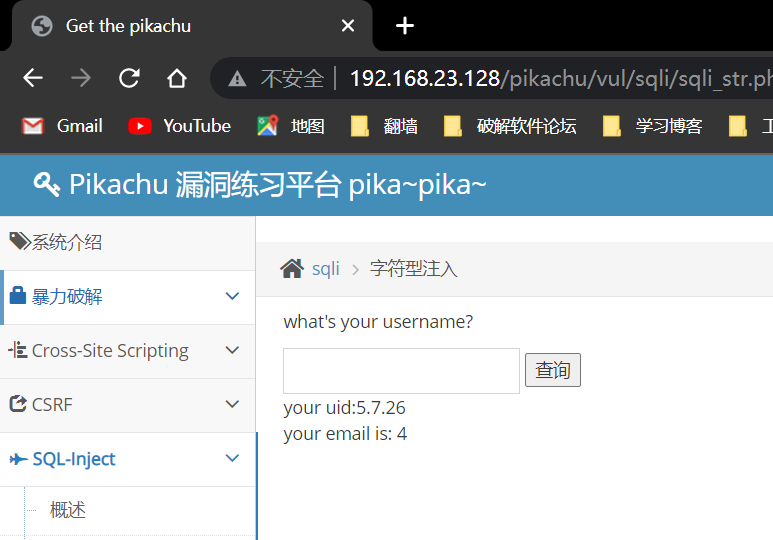 Get the pikachu
不安全 192.168.23.128/pikachu/vul/sqli/sqli_str.ph
Gmail YouTube 地图 翻墙 破解软件论坛 学习博客 工
Pikachu 漏洞练习平台 pika~pika~
系统介绍
sqli 字符型注入
暴力破解
what's your username?
Cross-Site Scripting
查询
CSRF
your uid:5.7.26
your email is: 4
SQL-Inject
概述